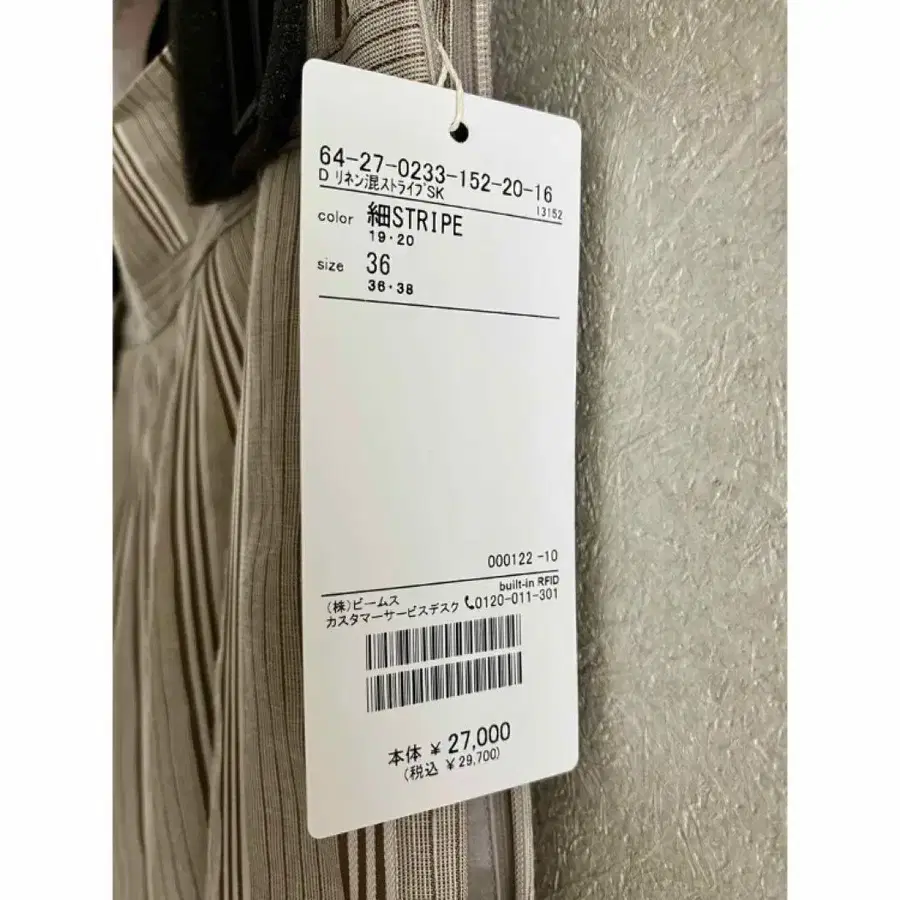 64-27-0233-152-20-16
D リネン混ストライプSK
13152
color 細STRIPE
19・20
size 36
36・38
000122 -10
built-in RFID
(株)ビームス
カスタマーサービスデスク 0120-011-301
本体 ¥ 27,000
(税込 ¥ 29,700)